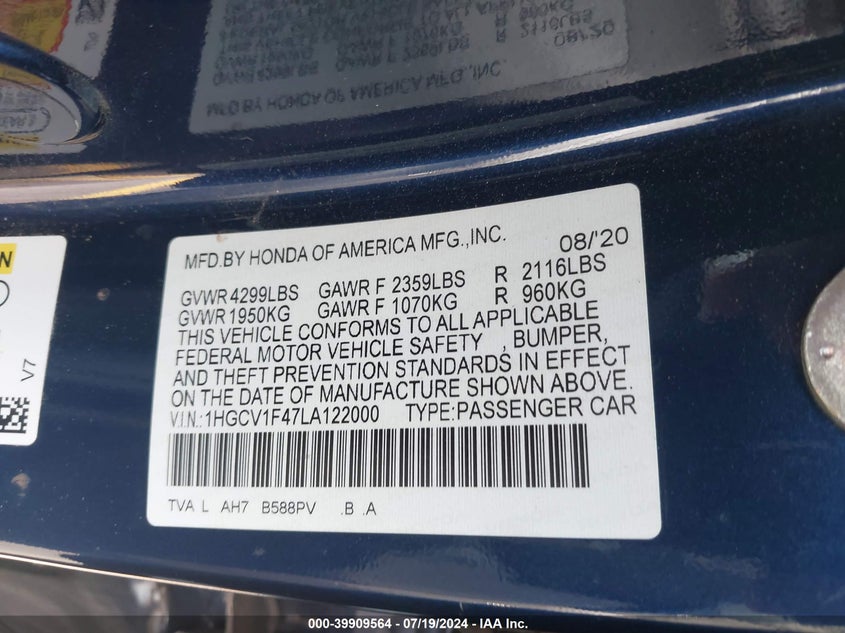 MFD.BY HONDA OF AMERICA MFG.,INC. 08/'20
GVWR 4299LBS GAWR F 2359LBS R 2116LBS
GVWR 1950KG GAWR F 1070KG R 960KG
THIS VEHICLE CONFORMS TO ALL APPLICABLE
FEDERAL MOTOR VEHICLE SAFETY , BUMPER,
AND THEFT PREVENTION STANDARDS IN EFFECT
ON THE DATE OF MANUFACTURE SHOWN ABOVE.
V.I.N.: 1HGCV1F47LA122000 TYPE:PASSENGER CAR
TVA L AH7 B588PV .B .A
V7
000-39909564 - 07/19/2024 - IAA Inc.